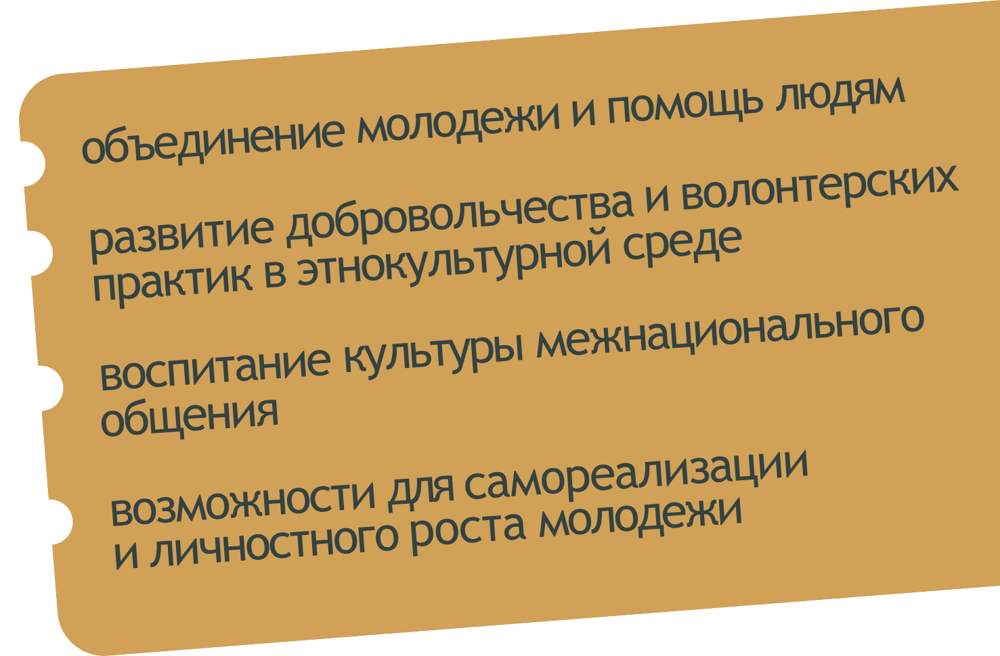 объединение молодежи и помощь людям
развитие добровольчества и волонтерских
практик в этнокультурной среде
воспитание культуры межнационального
общения
возможности для самореализации
и личностного роста молодежи